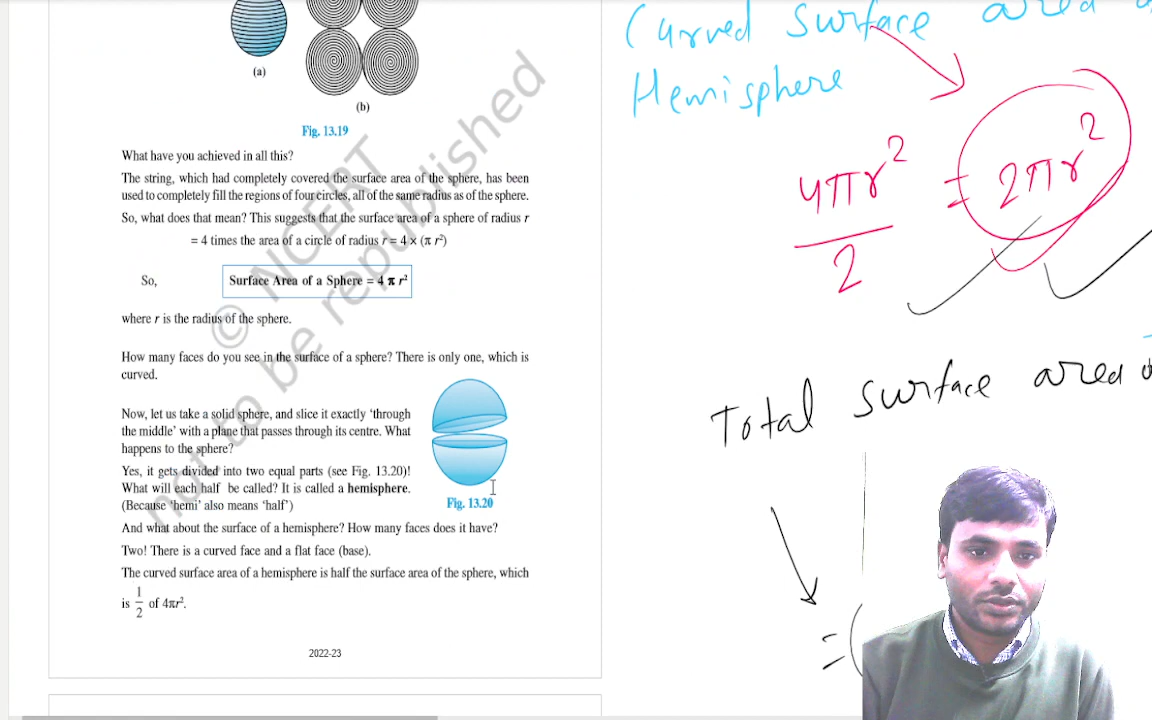 (a)
(b)
Fig. 13.19
What have you achieved in all this?
The string, which had completely covered the surface area of the sphere, has been
used to completely fill the regions of four circles, all of the same radius as of the sphere.
So, what does that mean? This suggests that the surface area of a sphere of radius r
= 4 times the area of a circle of radius r = 4 × (π r²)
So, Surface Area of a Sphere = 4 π r²
where r is the radius of the sphere.
How many faces do you see in the surface of a sphere? There is only one, which is
curved.
Now, let us take a solid sphere, and slice it exactly ‘through
the middle’ with a plane that passes through its centre. What
happens to the sphere?
Yes, it gets divided into two equal parts (see Fig. 13.20)!
What will each half be called? It is called a hemisphere.
(Because ‘hemi’ also means ‘half’)
Fig. 13.20
And what about the surface of a hemisphere? How many faces does it have?
Two! There is a curved face and a flat face (base).
The curved surface area of a hemisphere is half the surface area of the sphere, which
is 1/2 of 4πr².
2022-23
© NCERT
not to be republished
Curved Surface area
Hemisphere
4πr²/2 = 2πr²
Total surface area
= (